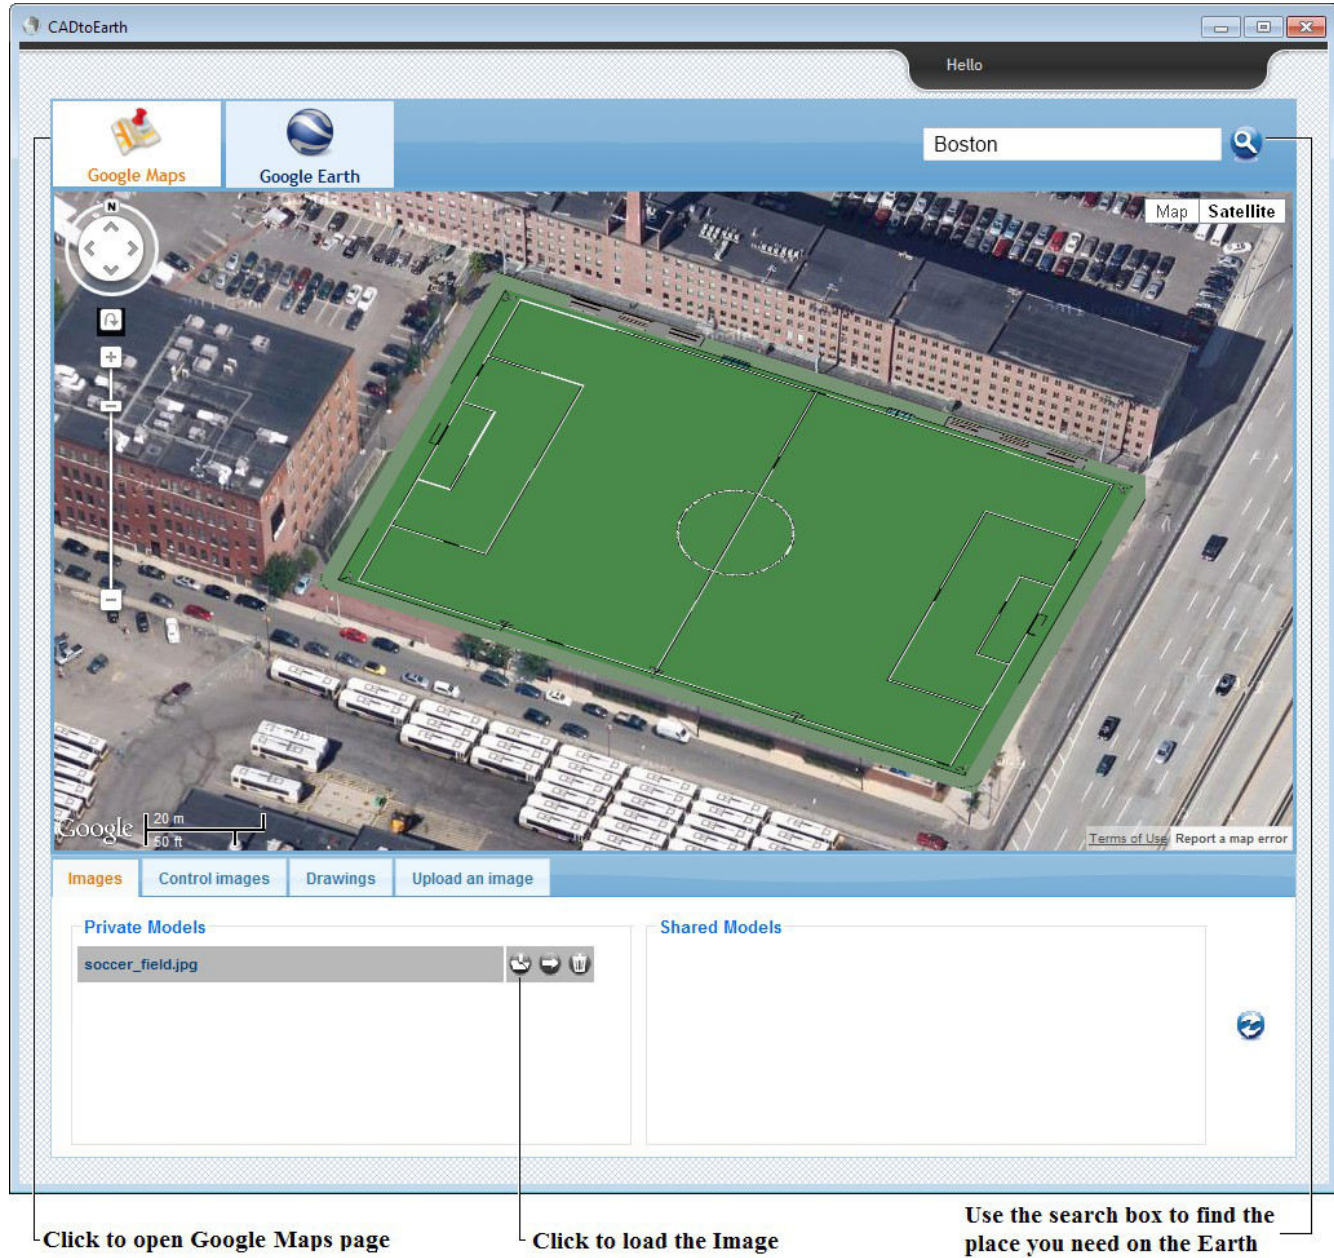 CADtoEarth
Hello
Google Maps
Google Earth
Boston
N
Map
Satellite
Google
20 m
50 ft
Terms of Use
Report a map error
Images
Control images
Drawings
Upload an image
Private Models
Shared Models
soccer_field.jpg
Click to open Google Maps page
Click to load the Image
Use the search box to find the
place you need on the Earth